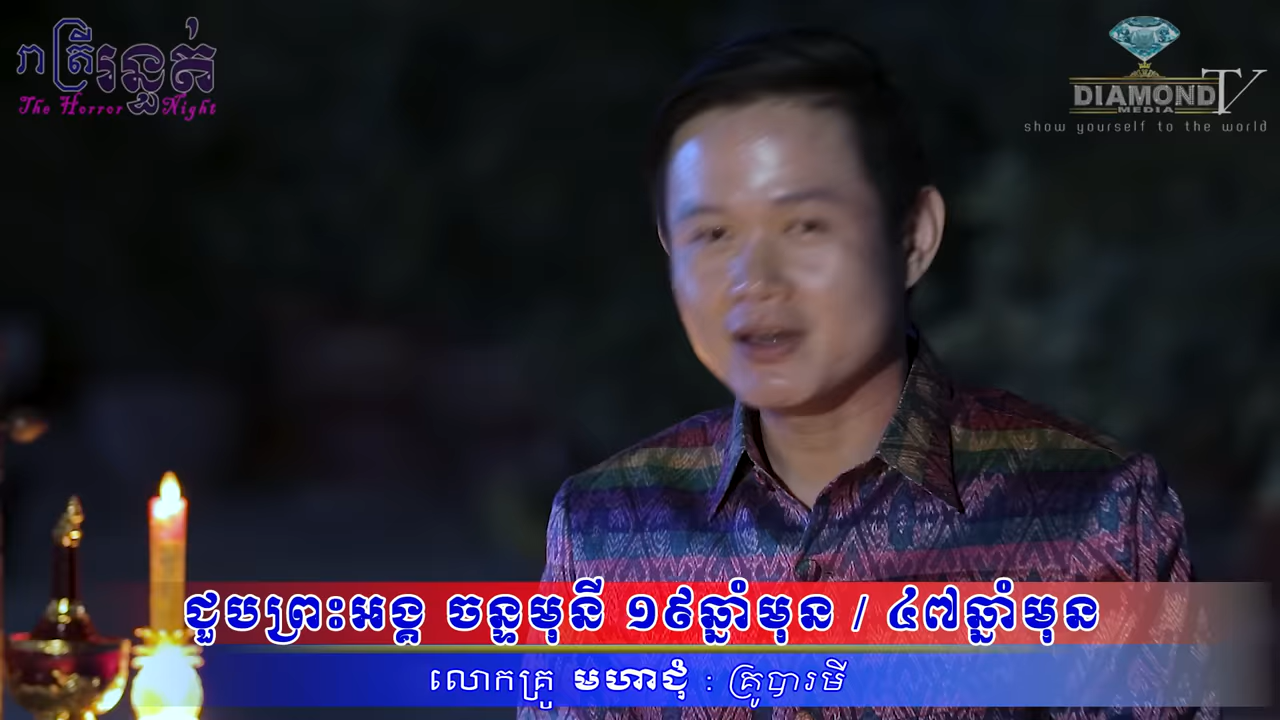 រាត្រីរន្ធត់
The Horror Night
DIAMOND TV
MEDIA
show yourself to the world
ជួបព្រះអង្គ ចន្ទមុនី ១៩ឆ្នាំមុន / ៤៧ឆ្នាំមុន
លោកគ្រូ មហាជុំ : គ្រូបារមី